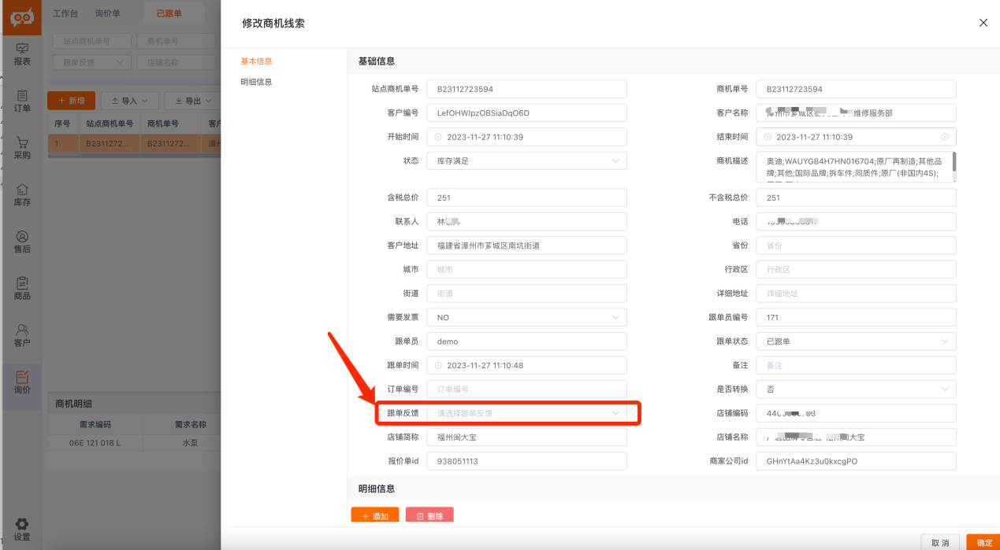 工作台 询价单 已跟单
站点商机单号 商机单号
跟单反馈 店铺名称
+ 新增 导入 导出
序号 站点商机单号 商机单号 客户
1 B2311272... B2311272...
报表
订单
采购
库存
售后
商品
客户
询价
设置
商机明细
需求编码 需求名称
06E 121 018 L 水泵
修改商机线索
基本信息
明细信息
基础信息
站点商机单号 B23112723594 商机单号 B23112723594
客户编号 LefOHWIpzOBSiaDqO6D 客户名称 维修服务部
开始时间 2023-11-27 11:10:39 结束时间 2023-11-27 11:10:39
状态 库存满足 商机描述 奥迪;WAUYGB4H7HN016704;原厂再制造;其他品
牌;其他;国际品牌;拆车件;同质件;原厂(非国内4S);
含税总价 251 不含税总价 251
联系人 林 电话
客户地址 福建省漳州市芗城区南坑街道 省份 省份
城市 城市 行政区 行政区
街道 街道 详细地址 详细地址
需要发票 NO 跟单员编号 171
跟单员 demo 跟单状态 已跟单
跟单时间 2023-11-27 11:10:48 备注 备注
订单编号 订单编号 是否转换 否
跟单反馈 请选择跟单反馈 店铺编码
店铺简称 福州闽大宝 店铺名称 闽大宝
报价单id 938051113 商家公司id GHnYtAa4Kz3u0kxcgPO
明细信息
+ 添加 删除
取消 确定